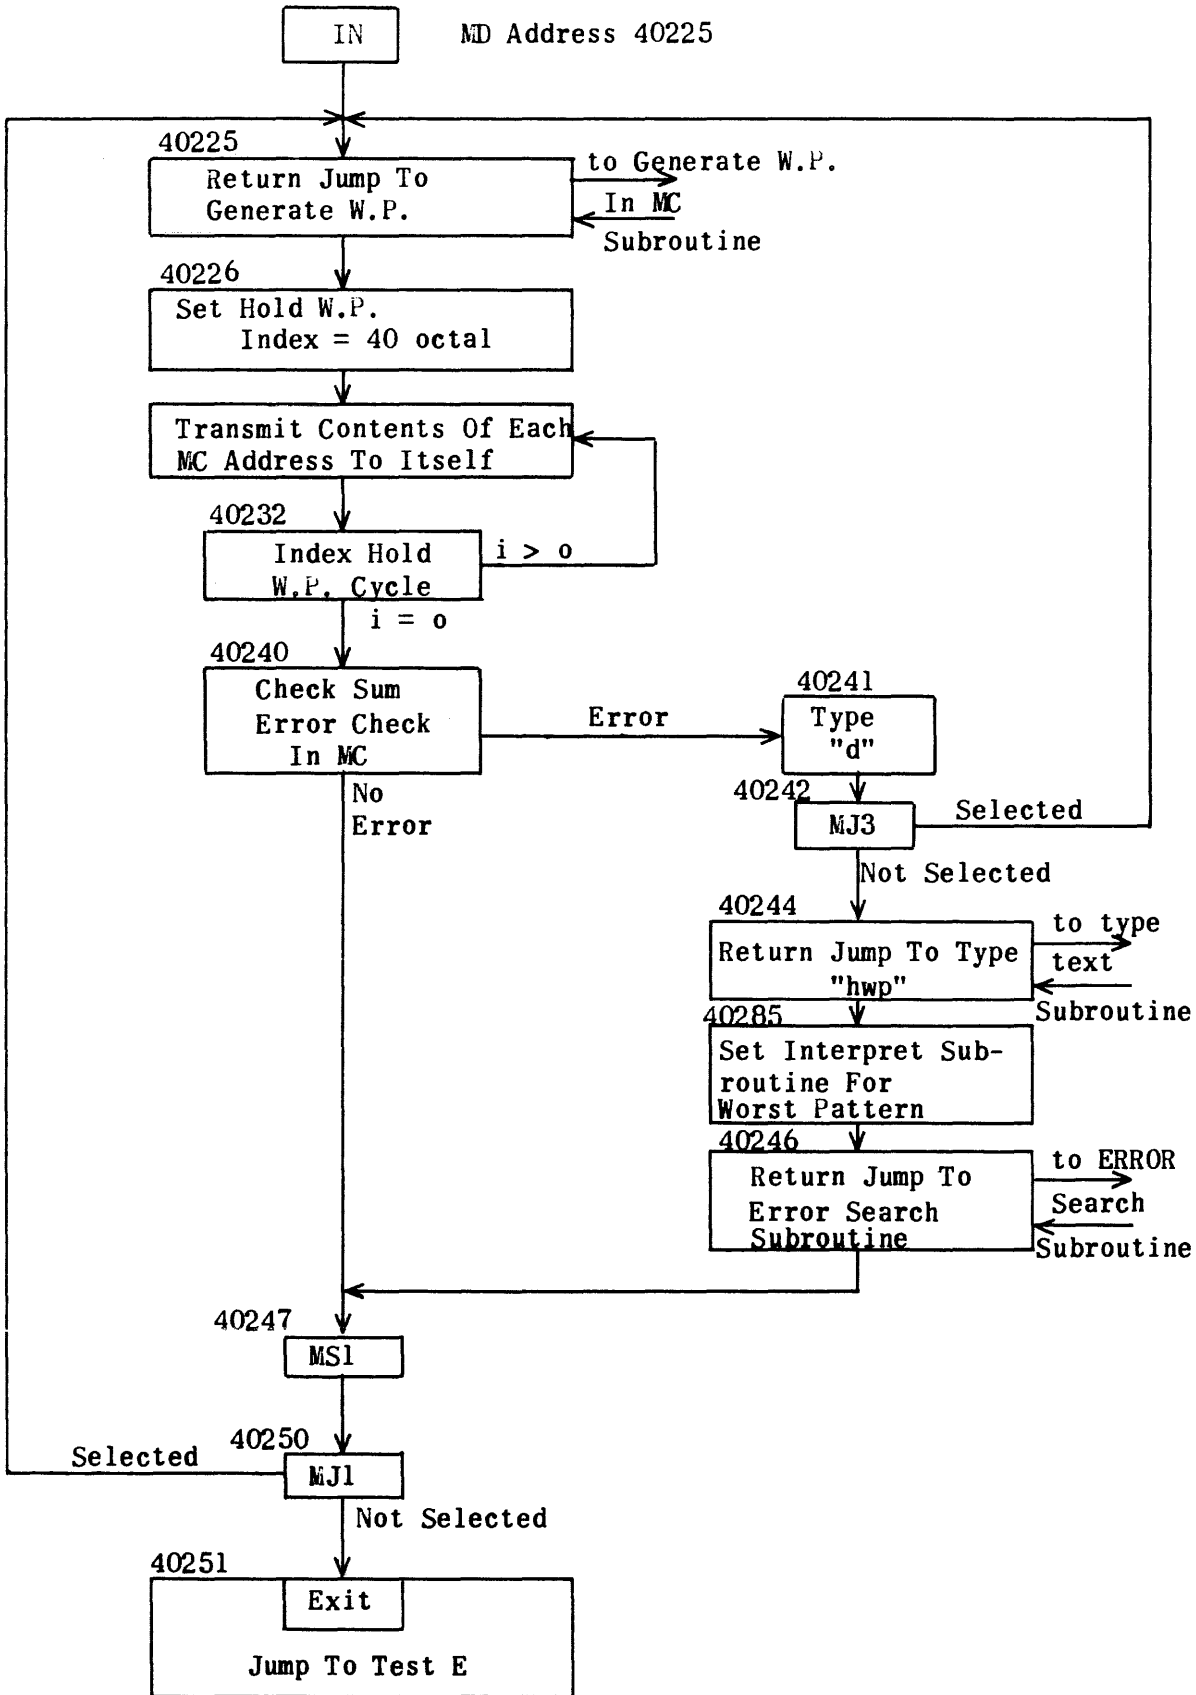 IN
MD Address 40225
40225
Return Jump To
Generate W.P.
to Generate W.P.
In MC
Subroutine
40226
Set Hold W.P.
Index = 40 octal
Transmit Contents Of Each
MC Address To Itself
40232
Index Hold
W.P. Cycle
i > o
i = o
40240
Check Sum
Error Check
In MC
Error
No
Error
40241
Type
"d"
40242
MJ3
Selected
Not Selected
40244
Return Jump To Type
"hwp"
to type
text
Subroutine
40285
Set Interpret Sub-
routine For
Worst Pattern
40246
Return Jump To
Error Search
Subroutine
to ERROR
Search
Subroutine
40247
MS1
40250
Selected
MJ1
Not Selected
40251
Exit
Jump To Test E